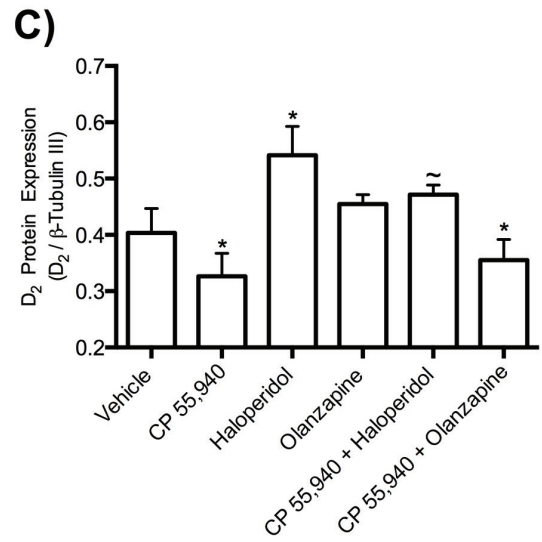 C)
D₂ Protein Expression
(D₂ / β-Tubulin III)
0.7
0.6
0.5
0.4
0.3
0.2
*
*
~
*
Vehicle
CP 55,940
Haloperidol
Olanzapine
CP 55,940 + Haloperidol
CP 55,940 + Olanzapine